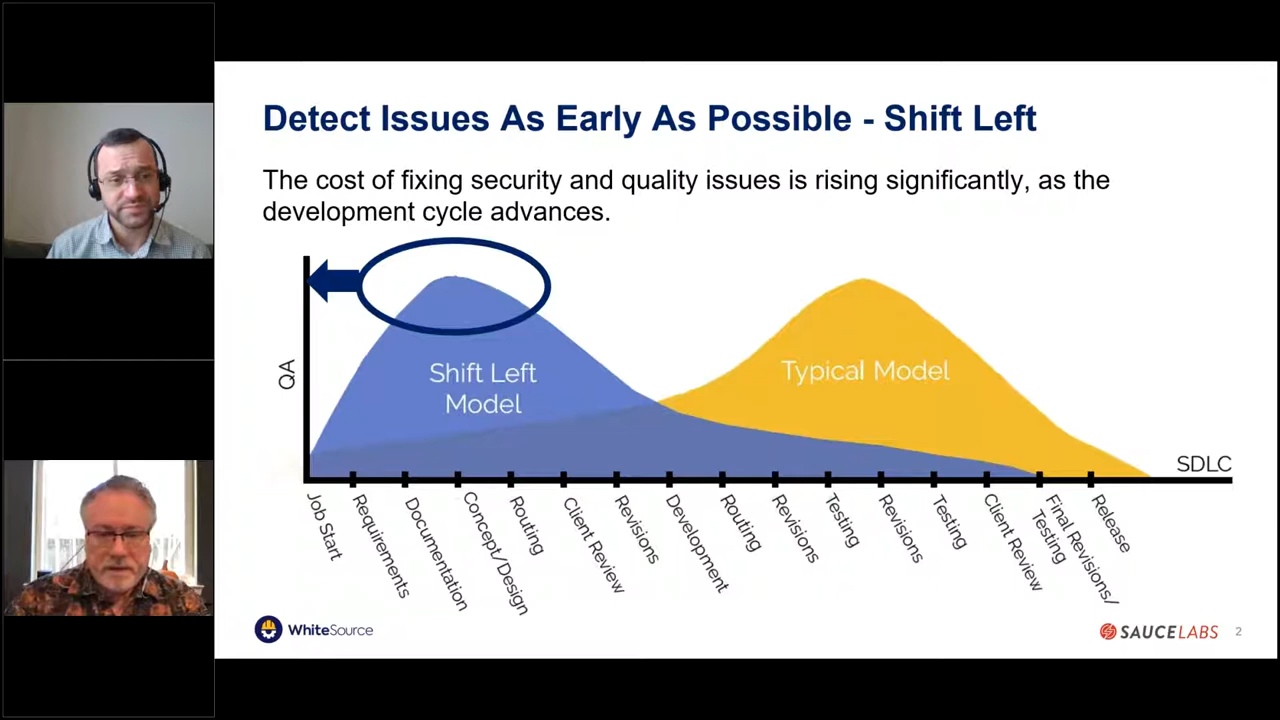 Detect Issues As Early As Possible - Shift Left
The cost of fixing security and quality issues is rising significantly, as the
development cycle advances.
QA
Shift Left
Model
Typical Model
SDLC
Job Start
Requirements
Documentation
Concept/Design
Routing
Client Review
Revisions
Development
Routing
Revisions
Testing
Revisions
Testing
Client Review
Final Revisions/
Testing
Release
WhiteSource
SAUCELABS
2